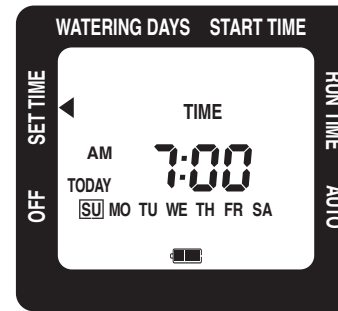 WATERING DAYS START TIME
SET TIME
OFF
TIME
AM
7:00
TODAY
SU MO TU WE TH FR SA
RUN TIME
AUTO